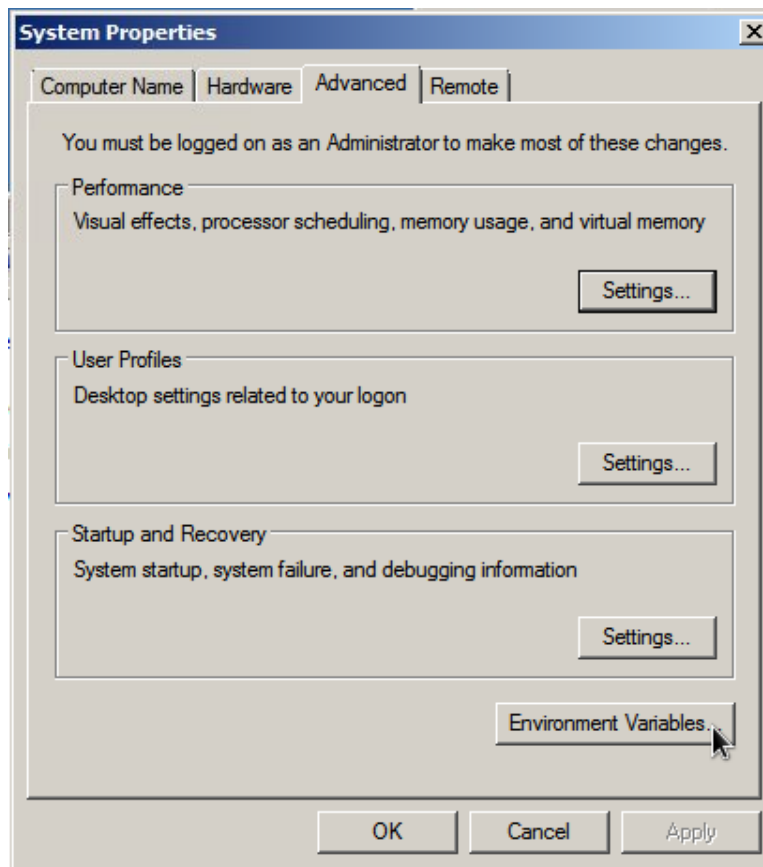 System Properties
Computer Name Hardware Advanced Remote
You must be logged on as an Administrator to make most of these changes.
Performance
Visual effects, processor scheduling, memory usage, and virtual memory
Settings...
User Profiles
Desktop settings related to your logon
Settings...
Startup and Recovery
System startup, system failure, and debugging information
Settings...
Environment Variables...
OK Cancel Apply